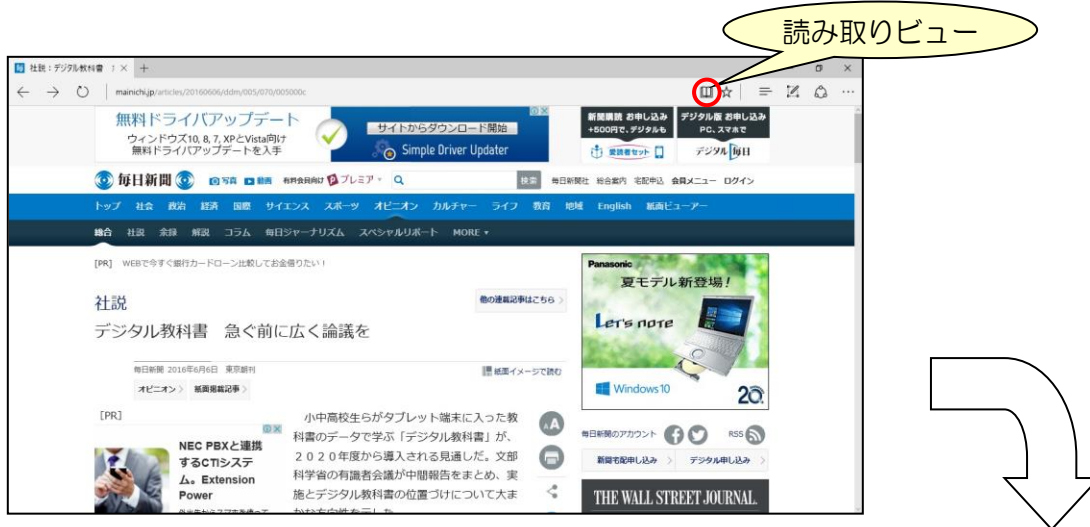 読み取りビュー
社説：デジタル教科書
mainichi.jp/articles/20160606/ddm/005/070/005000c
無料ドライバアップデート
ウィンドウズ10, 8, 7, XPとVista向け
無料ドライバアップデートを入手
サイトからダウンロード開始
Simple Driver Updater
新聞購読 お申し込み
+500円で、デジタルも
愛読者セット
デジタル版 お申し込み
PC、スマホで
デジタル毎日
毎日新聞
写真 動画 有料会員向け プレミア
検索
毎日新聞社 総合案内 宅配申込 会員メニュー ログイン
トップ 社会 政治 経済 国際 サイエンス スポーツ オピニオン カルチャー ライフ 教育 地域 English 紙面ビューアー
総合 社説 余録 解説 コラム 毎日ジャーナリズム スペシャルリポート MORE
[PR] WEBで今すぐ銀行カードローン比較してお金借りたい！
社説
他の連載記事はこちら
デジタル教科書 急ぐ前に広く論議を
毎日新聞 2016年6月6日 東京朝刊
紙面イメージで読む
オピニオン 紙面掲載記事
[PR]
NEC PBXと連携
するCTIシステ
ム。Extension
Power
小中高校生らがタブレット端末に入った教
科書のデータで学ぶ「デジタル教科書」が、
２０２０年度から導入される見通しだ。文部
科学省の有識者会議が中間報告をまとめ、実
施とデジタル教科書の位置づけについて大ま
かな方向性を示した
AA
Panasonic
夏モデル新登場！
Let's note
Windows 10
20
毎日新聞のアカウント RSS
新聞宅配申し込み デジタル申し込み
THE WALL STREET JOURNAL.